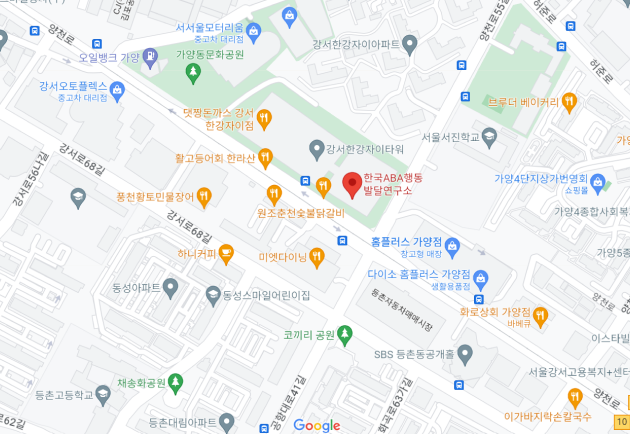 양천로
서서울모터리움
중고차 대리점
강서한강자이아파트
양천로55길
허준로
오일뱅크 가양
가양동문화공원
허준로
강서오토플렉스
중고차 대리점
댓짱돈까스 강서
한강자이점
브루더 베이커리
강서로68길
서울서진학교
강서한강자이타워
활고등어회 한라산
강서로56나길
한국ABA행동
발달연구소
가양4단지상가번영회
쇼핑몰
풍천황토민물장어
원조춘천숯불닭갈비
강서로68길
가양4종합사회복
하니커피
미엣다이닝
홈플러스 가양점
창고형 매장
가양5종
다이소 홈플러스 가양점
생활용품점
동성아파트
동성스마일어린이집
등촌자동차매매시장
양천로
화로상회 가양점
바베큐
코끼리 공원
이스타빌
SBS 등촌동공개홀
채송화공원
서울강서고용복지+센터
등촌고등학교
공항대로41길
화곡로63가길
이가바지락손칼국수
양천로
등촌대림아파트
로62길
Google
10